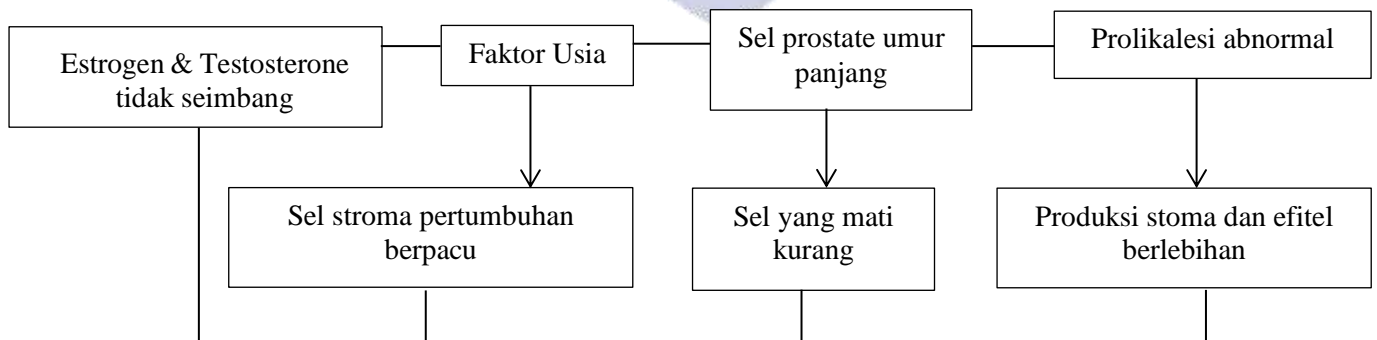 Estrogen & Testosterone
tidak seimbang
Faktor Usia
Sel prostate umur
panjang
Prolikalesi abnormal
Sel stroma pertumbuhan
berpacu
Sel yang mati
kurang
Produksi stoma dan efitel
berlebihan